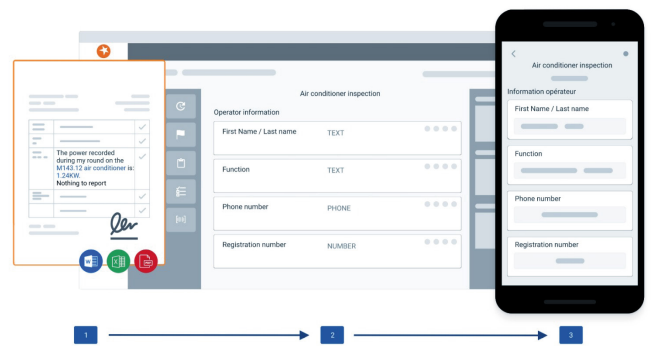 The power recorded
during my round on the
M143.12 air conditioner is:
1.24KW.
Nothing to report
Air conditioner inspection
Operator information
First Name / Last name TEXT
Function TEXT
Phone number PHONE
Registration number NUMBER
Air conditioner inspection
Information opérateur
First Name / Last name
Function
Phone number
Registration number
1 2 3